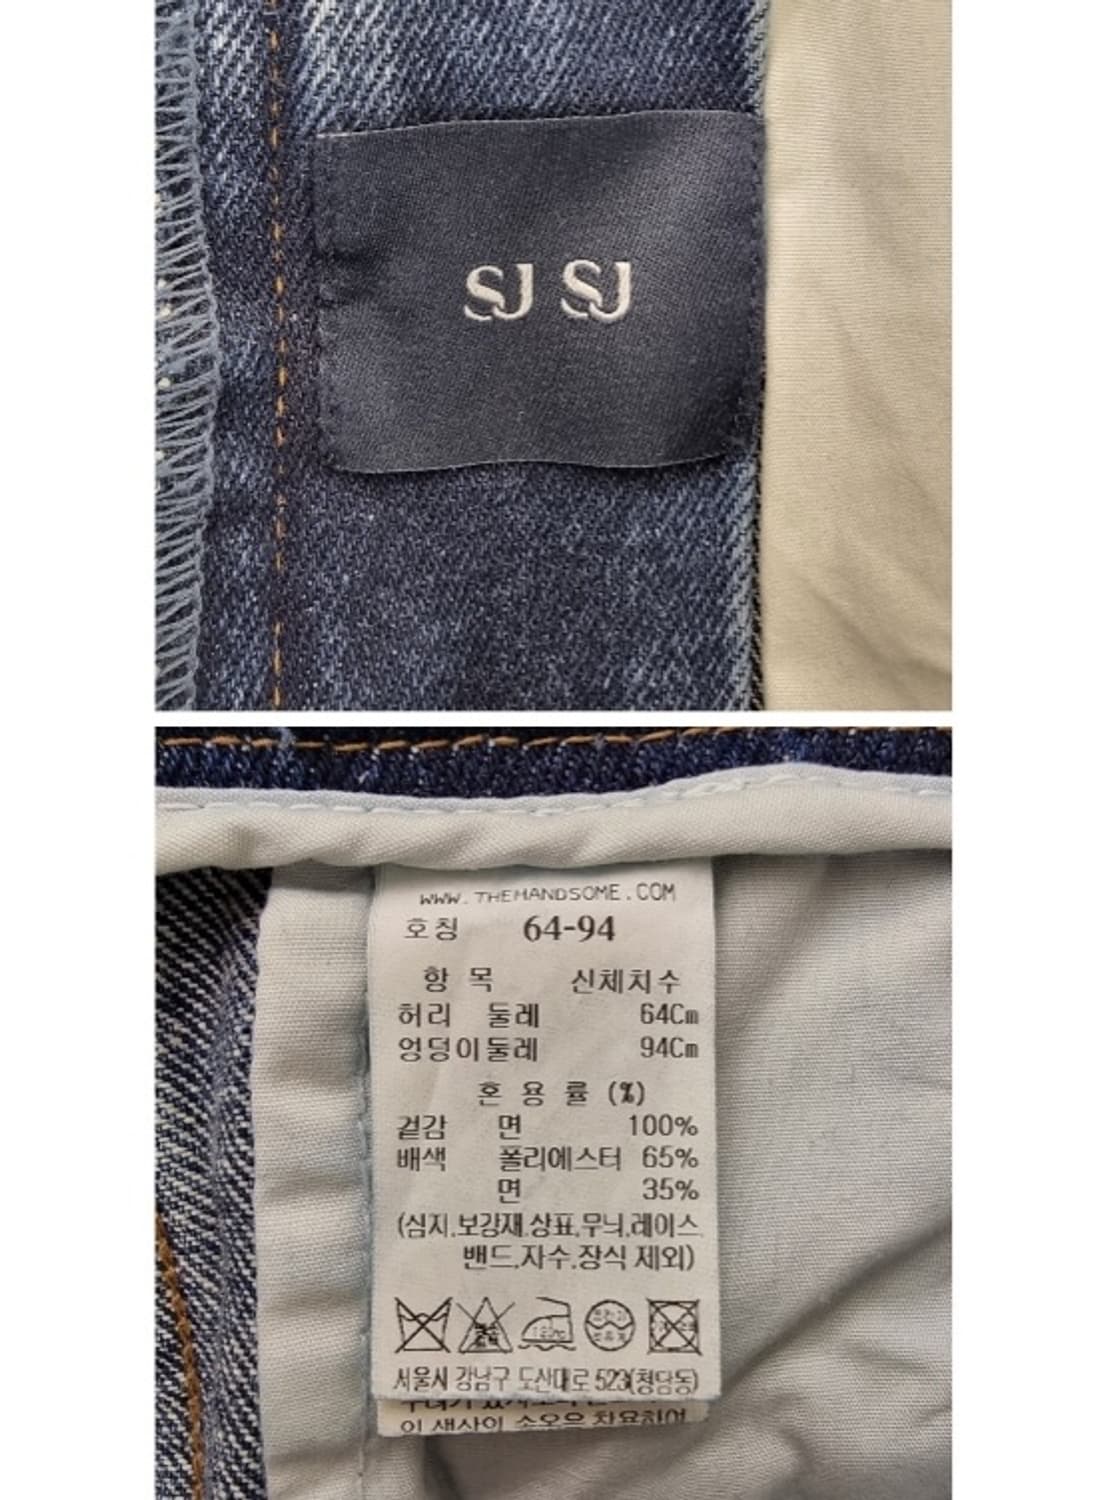 SJ SJ
WWW.THEHANDSOME.COM
호칭 64-94
항 목 신체치수
허리 둘레 64Cm
엉덩이둘레 94Cm
혼 용 률 (%)
겉감 면 100%
배색 폴리에스터 65%
면 35%
(심지.보강재.상표.무늬.레이스
밴드.자수.장식 제외)
서울시 강남구 도산대로 523(청담동)